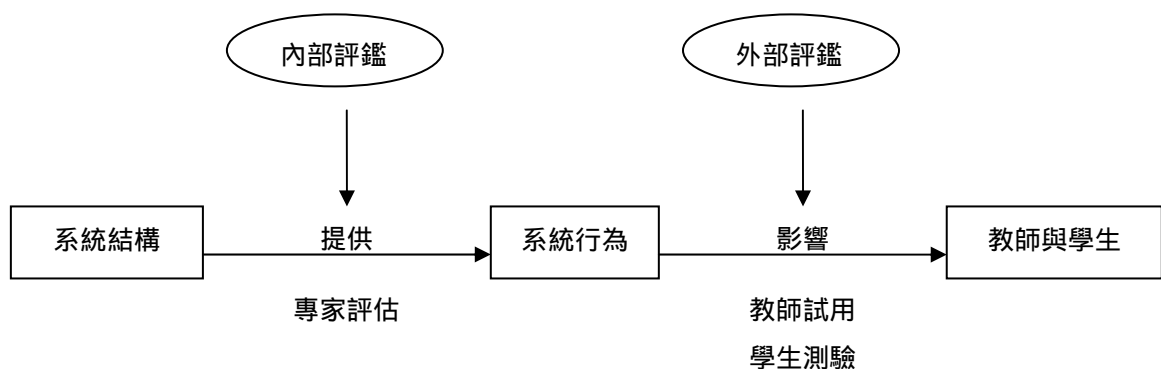 內部評鑑
外部評鑑
系統結構
提供
系統行為
影響
教師與學生
專家評估
教師試用
學生測驗